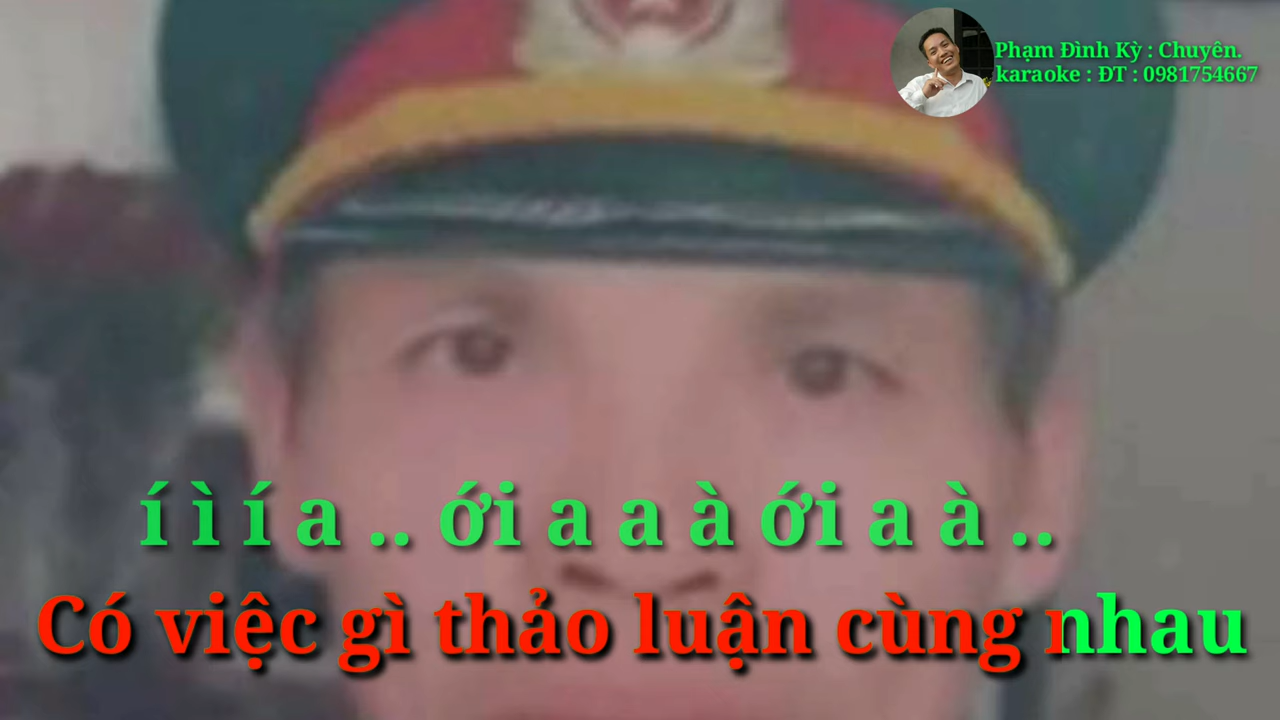 Phạm Đình Kỳ : Chuyên.
karaoke : ĐT : 0981754667
í ì í a .. ới a a à ới a à ..
Có việc gì thảo luận cùng nhau